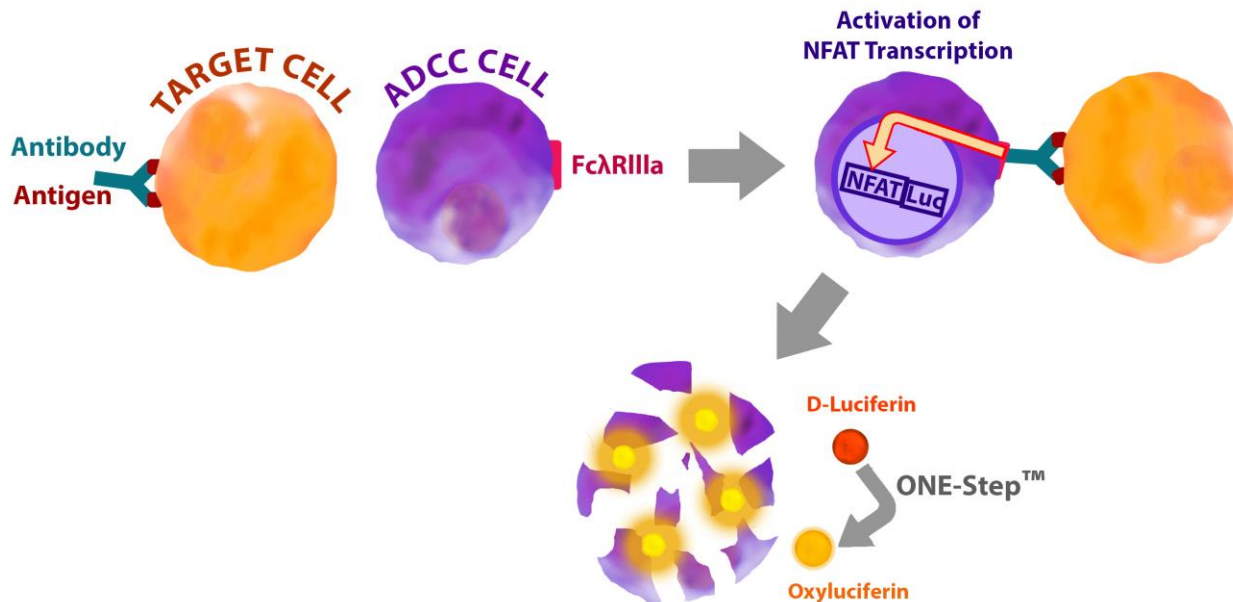 TARGET CELL
ADCC CELL
Activation of
NFAT Transcription
Antibody
Antigen
FcλRIIIa
NFAT Luc
D-Luciferin
ONE-Step™
Oxyluciferin